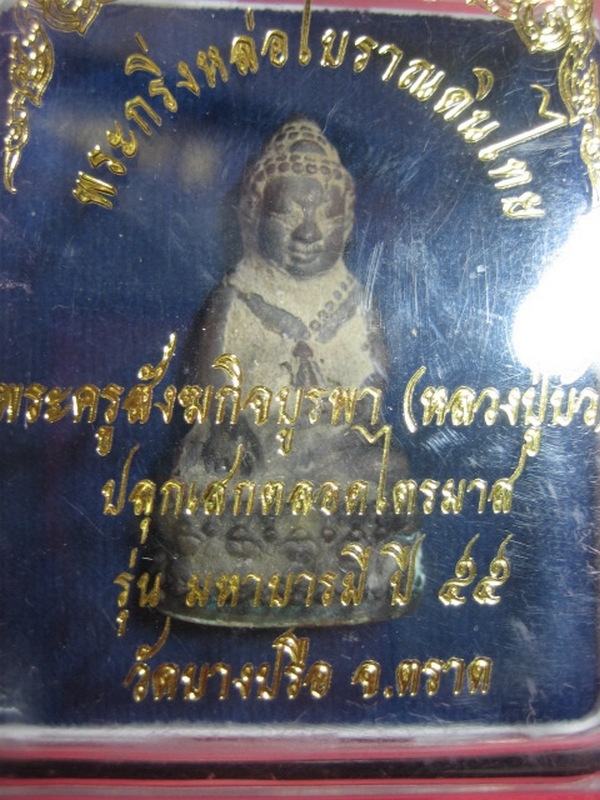 พระกริ่งหล่อโบราณดินไทย
พระครูสังฆกิจบูรพา (หลวงปู่บัว
ปลุกเสกตลอดไตรมาส
รุ่น มหาบารมี ปี ๕๕
วัดบางปรือ จ.ตราด